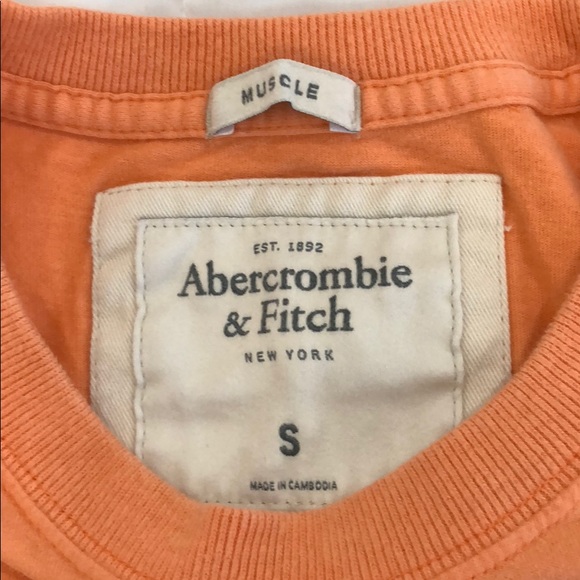 MUSCLE
EST. 1892
Abercrombie
& Fitch
NEW YORK
S
MADE IN CAMBODIA